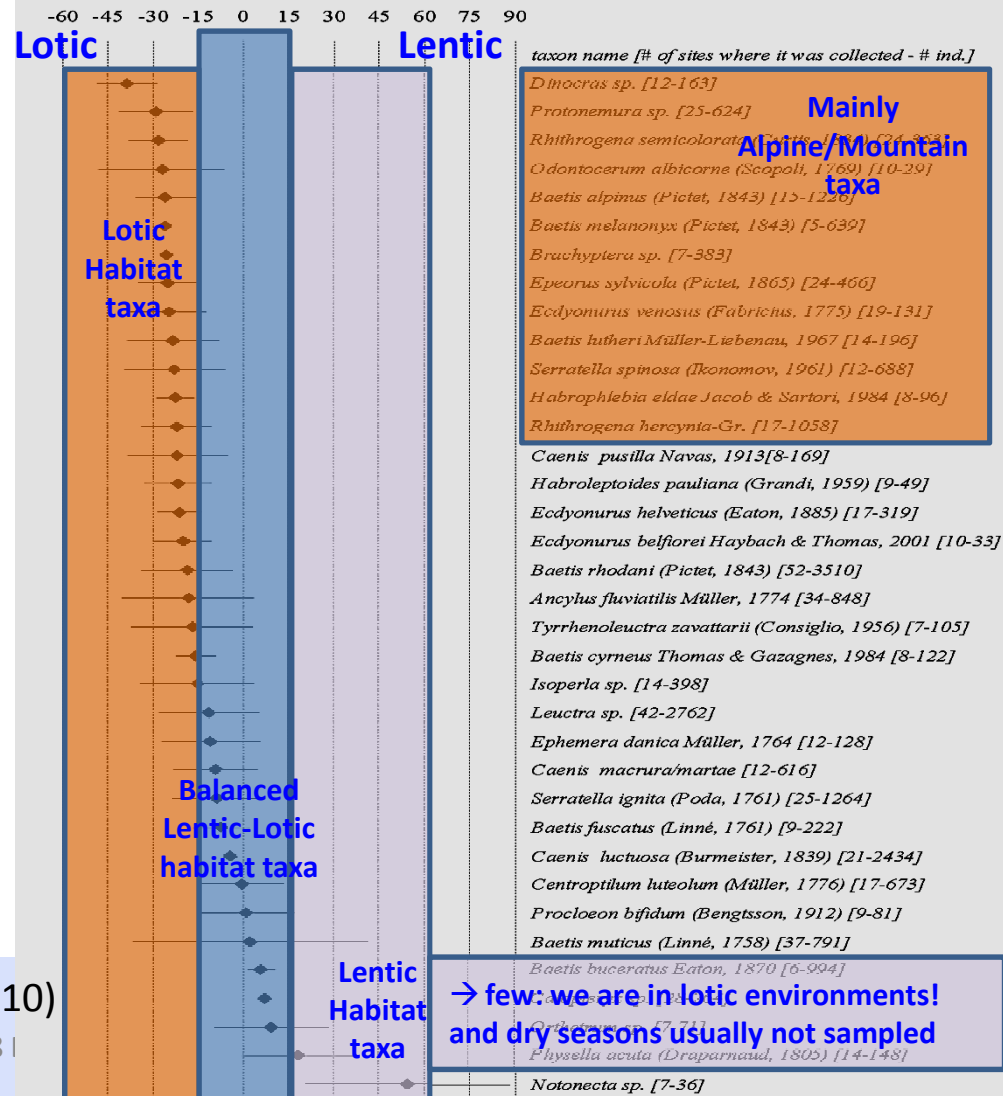 -60 -45 -30 -15 0 15 30 45 60 75 90
Lotic
Lentic
taxon name [# of sites where it was collected - # ind.]
Dinocras sp. [12-163]
Protonemura sp. [25-624]
Rhithrogena semicolorata
Odontocerum albicorne (Scopoli, 1769) [10-29]
Baetis alpinus (Pictet, 1843) [15-1226]
Baetis melanonyx (Pictet, 1843) [5-639]
Brachyptera sp. [7-383]
Epeorus sylvicola (Pictet, 1865) [24-466]
Ecdyonurus venosus (Fabricius, 1775) [19-131]
Baetis lutheri Müller-Liebenau, 1967 [14-196]
Serratella spinosa (Ikonomov, 1961) [12-688]
Habrophlebia eldae Jacob & Sartori, 1984 [8-96]
Rhithrogena hercynia-Gr. [17-1058]
Mainly
Alpine/Mountain
taxa
Lotic
Habitat
taxa
Caenis pusilla Navas, 1913[8-169]
Habroleptoides pauliana (Grandi, 1959) [9-49]
Ecdyonurus helveticus (Eaton, 1885) [17-319]
Ecdyonurus belfiorei Haybach & Thomas, 2001 [10-33]
Baetis rhodani (Pictet, 1843) [52-3510]
Ancylus fluviatilis Müller, 1774 [34-848]
Tyrrhenoleuctra zavattarii (Consiglio, 1956) [7-105]
Baetis cyrneus Thomas & Gazagnes, 1984 [8-122]
Isoperla sp. [14-398]
Leuctra sp. [42-2762]
Ephemera danica Müller, 1764 [12-128]
Caenis macrura/martae [12-616]
Serratella ignita (Poda, 1761) [25-1264]
Baetis fuscatus (Linné, 1761) [9-222]
Caenis luctuosa (Burmeister, 1839) [21-2434]
Centroptilum luteolum (Müller, 1776) [17-673]
Procloeon bifidum (Bengtsson, 1912) [9-81]
Baetis muticus (Linné, 1758) [37-791]
Balanced
Lentic-Lotic
habitat taxa
Baetis buceratus Eaton, 1870 [6-994]
Orthetrum sp. [7-71]
Physella acuta (Draparnaud, 1805) [14-148]
Notonecta sp. [7-36]
Lentic
Habitat
taxa
→ few: we are in lotic environments!
and dry seasons usually not sampled
10)